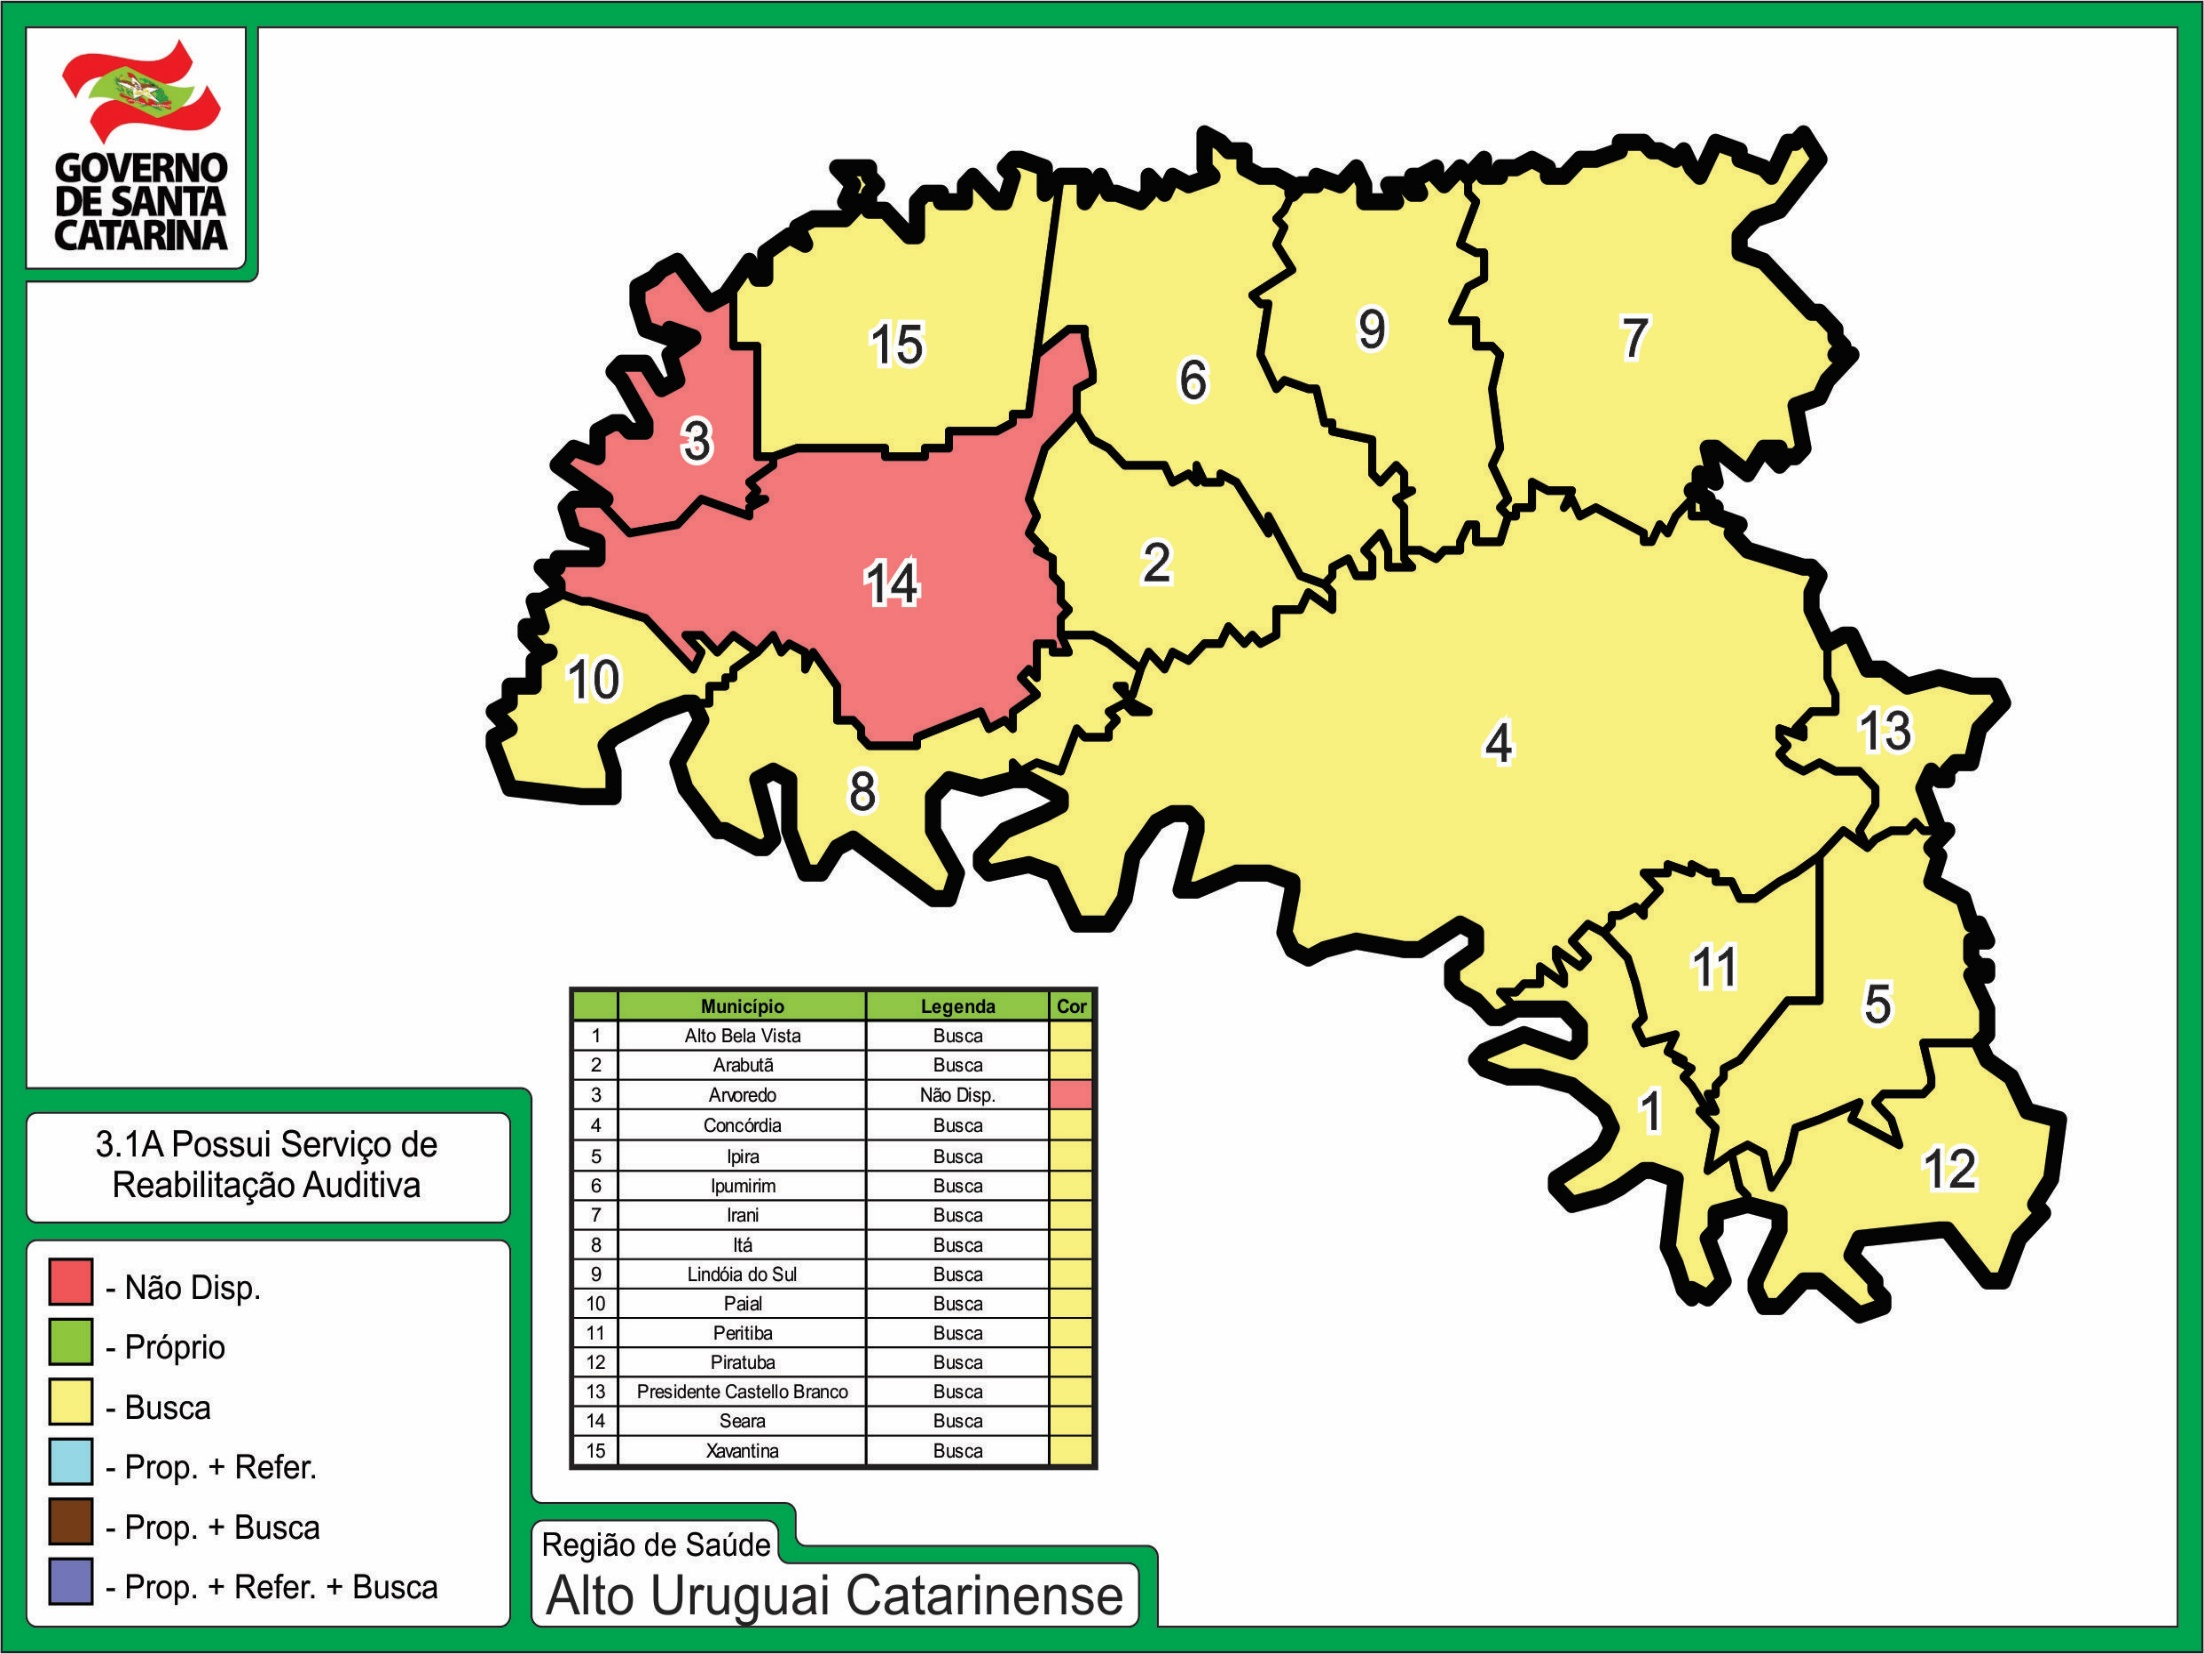 GOVERNO
DE SANTA
CATARINA
15
6
9
7
3
14
2
10
8
4
13
11
5
1
12
Município Legenda Cor
1 Alto Bela Vista Busca
2 Arabutã Busca
3 Arvoredo Não Disp.
4 Concórdia Busca
5 Ipira Busca
6 Ipumirim Busca
7 Irani Busca
8 Itá Busca
9 Lindóia do Sul Busca
10 Paial Busca
11 Peritiba Busca
12 Piratuba Busca
13 Presidente Castello Branco Busca
14 Seara Busca
15 Xavantina Busca
3.1A Possui Serviço de
Reabilitação Auditiva
- Não Disp.
- Próprio
- Busca
- Prop. + Refer.
- Prop. + Busca
- Prop. + Refer. + Busca
Região de Saúde
Alto Uruguai Catarinense